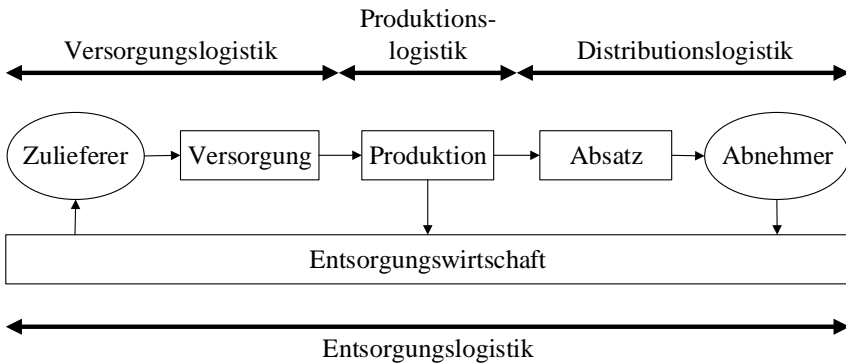 Produktions-
Versorgungslogistik logistik Distributionslogistik
Zulieferer Versorgung Produktion Absatz Abnehmer
Entsorgungswirtschaft
Entsorgungslogistik